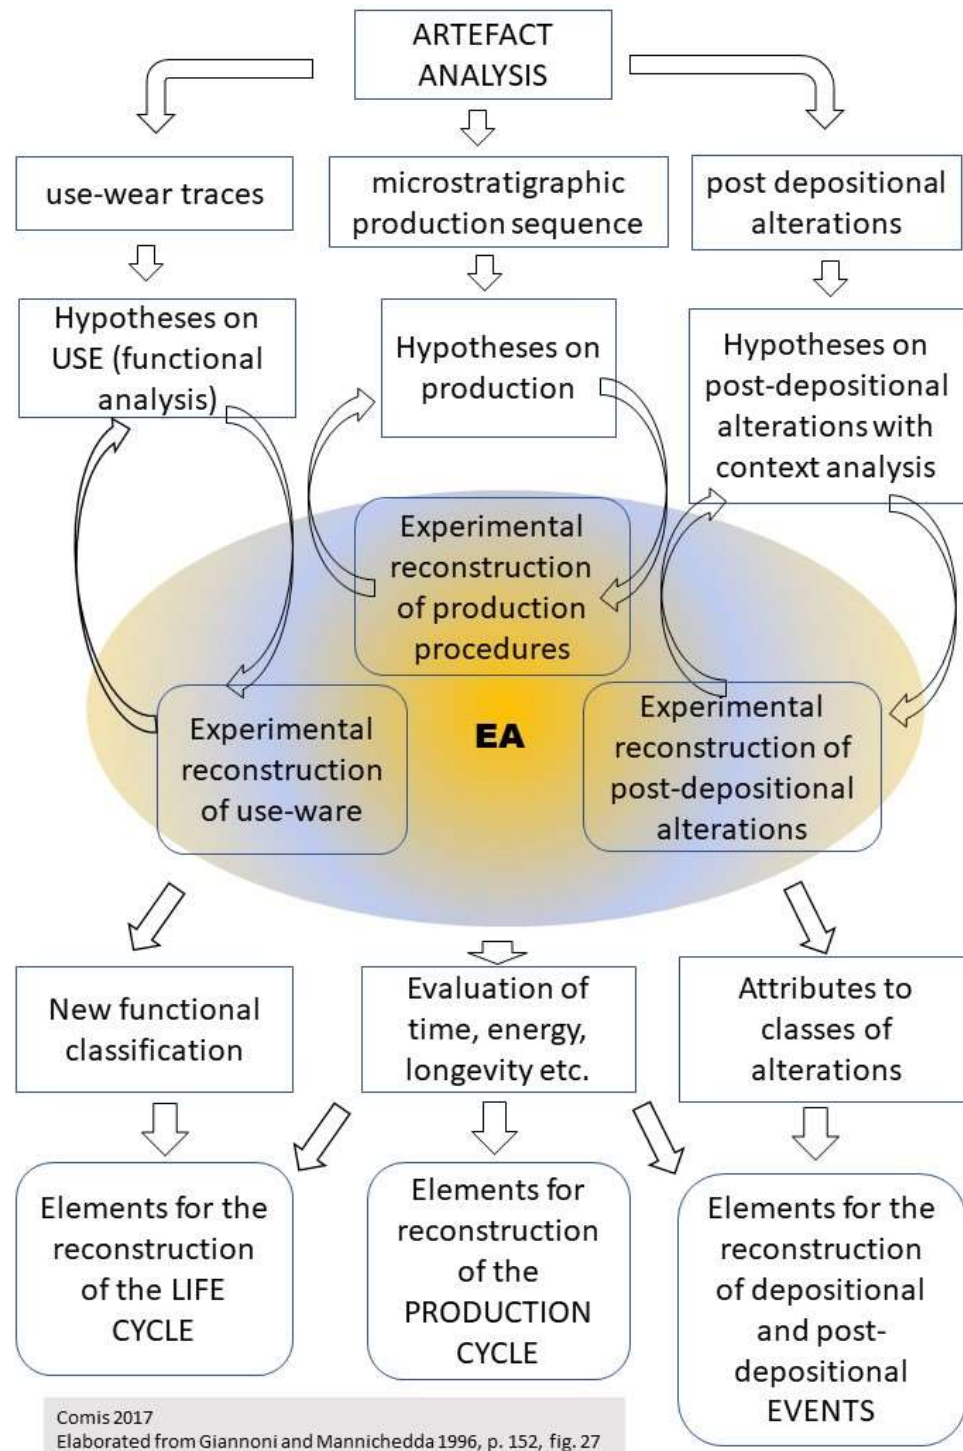 ARTEFACT
ANALYSIS
use-wear traces
microstratigraphic
production sequence
post depositional
alterations
Hypotheses on
USE (functional
analysis)
Hypotheses on
production
Hypotheses on
post-depositional
alterations with
context analysis
Experimental
reconstruction
of production
procedures
EA
Experimental
reconstruction
of use-ware
Experimental
reconstruction of
post-depositional
alterations
New functional
classification
Evaluation of
time, energy,
longevity etc.
Attributes to
classes of
alterations
Elements for the
reconstruction
of the LIFE
CYCLE
Elements for
reconstruction
of the
PRODUCTION
CYCLE
Elements for the
reconstruction
of depositional
and post-
depositional
EVENTS
Comis 2017
Elaborated from Giannoni and Mannichedda 1996, p. 152, fig. 27